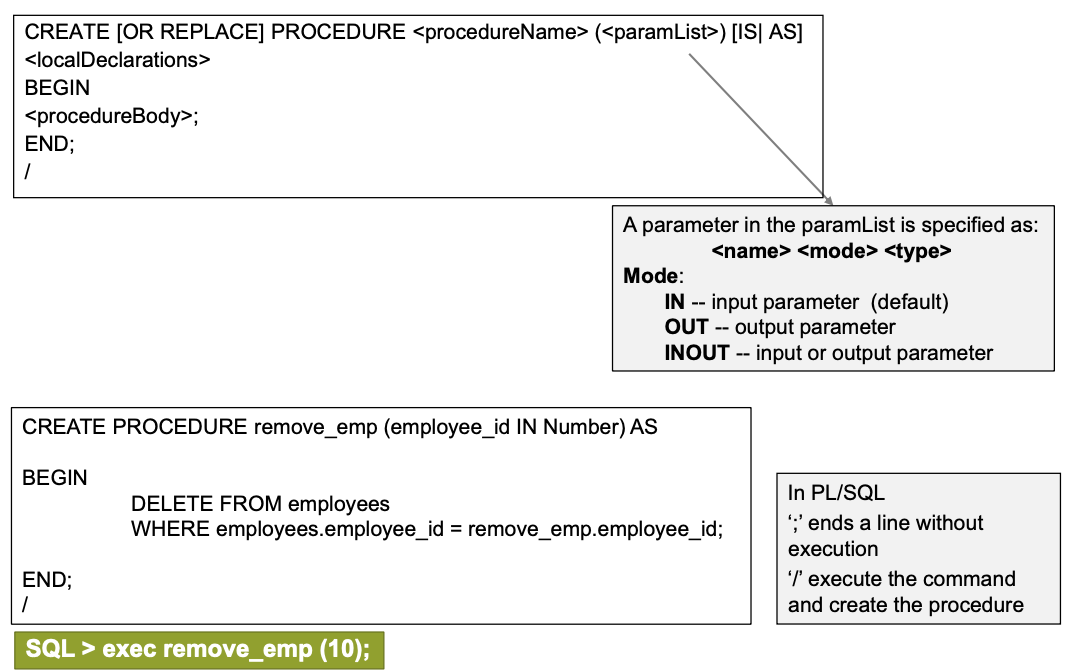 CREATE [OR REPLACE] PROCEDURE <procedureName> (<paramList>) [IS| AS]
<localDeclarations>
BEGIN
<procedureBody>;
END;
/
A parameter in the paramList is specified as:
<name> <mode> <type>
Mode:
IN -- input parameter (default)
OUT -- output parameter
INOUT -- input or output parameter
CREATE PROCEDURE remove_emp (employee_id IN Number) AS
BEGIN
DELETE FROM employees
WHERE employees.employee_id = remove_emp.employee_id;
END;
/
In PL/SQL
‘;’ ends a line without
execution
‘/’ execute the command
and create the procedure
SQL > exec remove_emp (10);